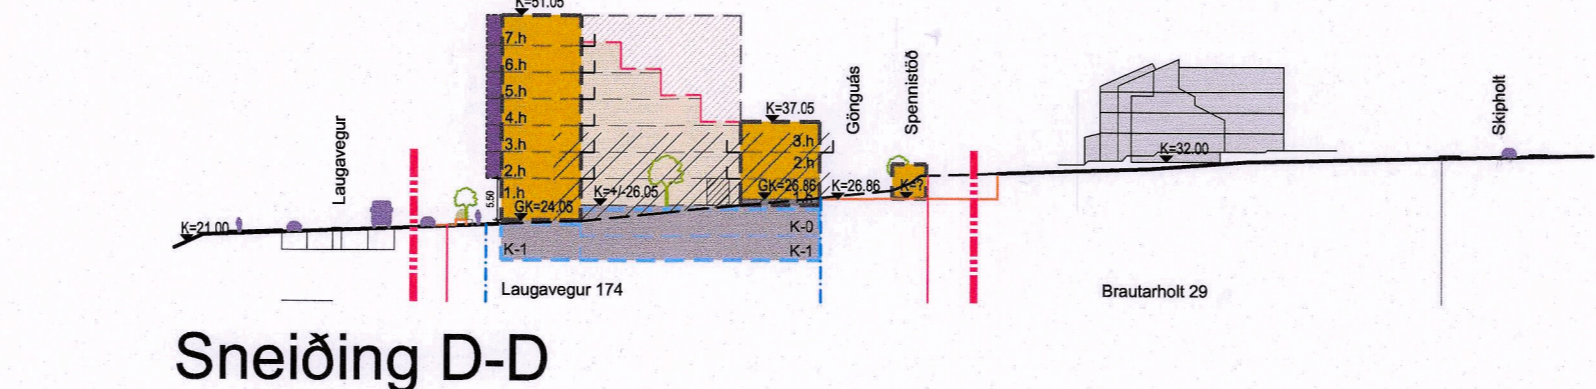 K=51.05
7.h
6.h
5.h
4.h
3.h
2.h
1.h
5.50
GK=24.05
K=+/-26.05
K=37.05
3.h
2.h
GK=26.86
1.h
K=26.86
K=?
Gönguás
Spennistöð
K=32.00
Skipholt
Laugavegur
K=21.00
K-0
K-1
K-1
Laugavegur 174
Brautarholt 29
Sneiðing D-D